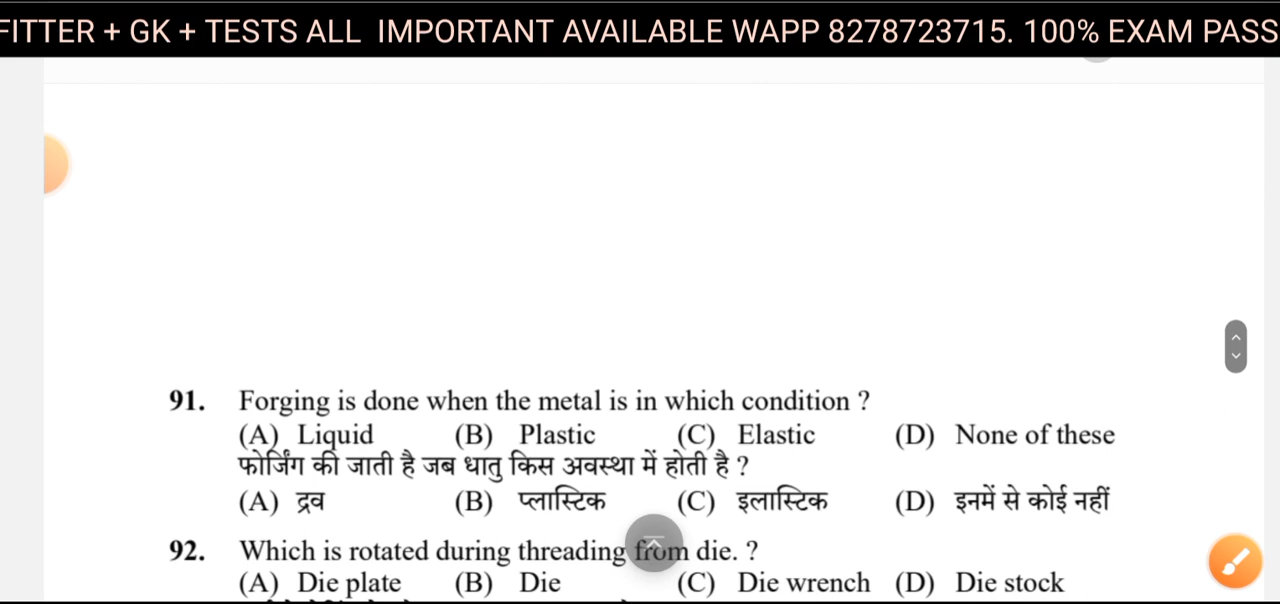 FITTER + GK + TESTS ALL IMPORTANT AVAILABLE WAPP 8278723715. 100% EXAM PASS
91. Forging is done when the metal is in which condition ?
(A) Liquid (B) Plastic (C) Elastic (D) None of these
फोर्जिंग की जाती है जब धातु किस अवस्था में होती है ?
(A) द्रव (B) प्लास्टिक (C) इलास्टिक (D) इनमें से कोई नहीं
92. Which is rotated during threading from die. ?
(A) Die plate (B) Die (C) Die wrench (D) Die stock